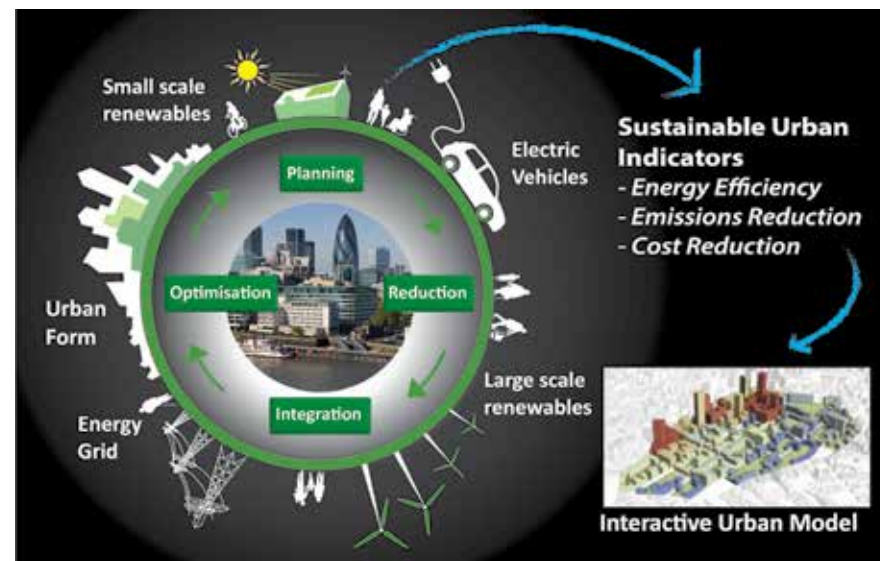 Small scale
renewables
Planning
Electric
Vehicles
Sustainable Urban
Indicators
- Energy Efficiency
- Emissions Reduction
- Cost Reduction
Optimisation
Reduction
Urban
Form
Large scale
renewables
Integration
Energy
Grid
Interactive Urban Model